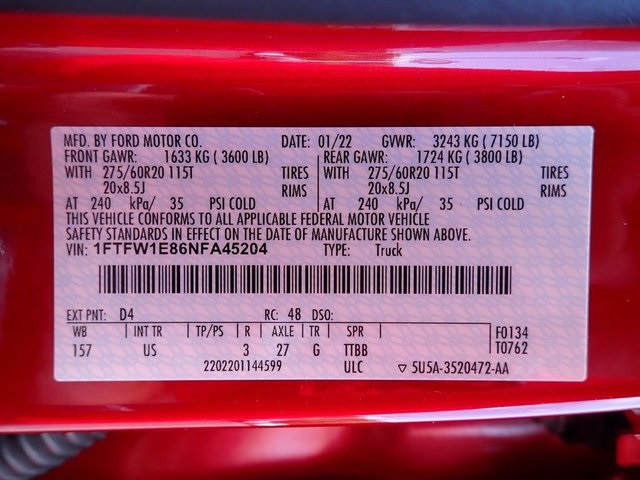 MFD. BY FORD MOTOR CO. DATE: 01/22 GVWR: 3243 KG (7150 LB)
FRONT GAWR: 1633 KG (3600 LB) REAR GAWR: 1724 KG (3800 LB)
WITH 275/60R20 115T TIRES WITH 275/60R20 115T TIRES
20x8.5J RIMS 20x8.5J RIMS
AT 240 kPa/ 35 PSI COLD AT 240 kPa/ 35 PSI COLD
THIS VEHICLE CONFORMS TO ALL APPLICABLE FEDERAL MOTOR VEHICLE
SAFETY STANDARDS IN EFFECT ON THE DATE OF MANUFACTURE SHOWN ABOVE.
VIN: 1FTFW1E86NFA45204 TYPE: Truck
EXT PNT: D4 RC: 48 DSO:
WB INT TR TP/PS R AXLE TR SPR F0134
157 US 3 27 G TTBB T0762
2202201144599 ULC ▽ 5U5A-3520472-AA